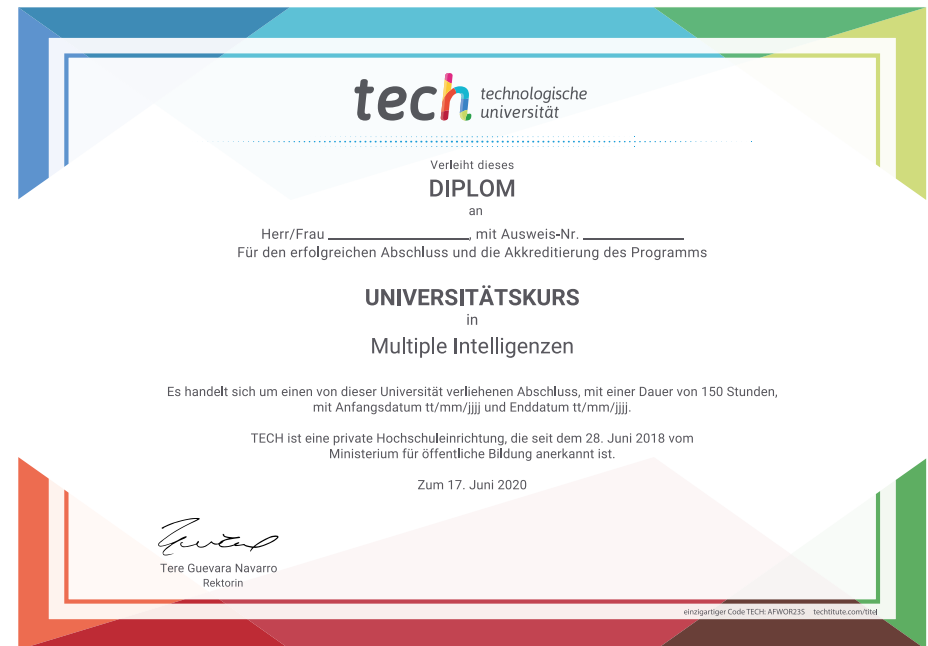 tech technologische
universität
Verleiht dieses
DIPLOM
an
Herr/Frau ________________, mit Ausweis-Nr. ____________
Für den erfolgreichen Abschluss und die Akkreditierung des Programms
UNIVERSITÄTSKURS
in
Multiple Intelligenzen
Es handelt sich um einen von dieser Universität verliehenen Abschluss, mit einer Dauer von 150 Stunden,
mit Anfangsdatum tt/mm/jjjj und Enddatum tt/mm/jjjj.
TECH ist eine private Hochschuleinrichtung, die seit dem 28. Juni 2018 vom
Ministerium für öffentliche Bildung anerkannt ist.
Zum 17. Juni 2020
Tere Guevara Navarro
Rektorin
einzigartiger Code TECH: AFWOR23S techtitute.com/titel